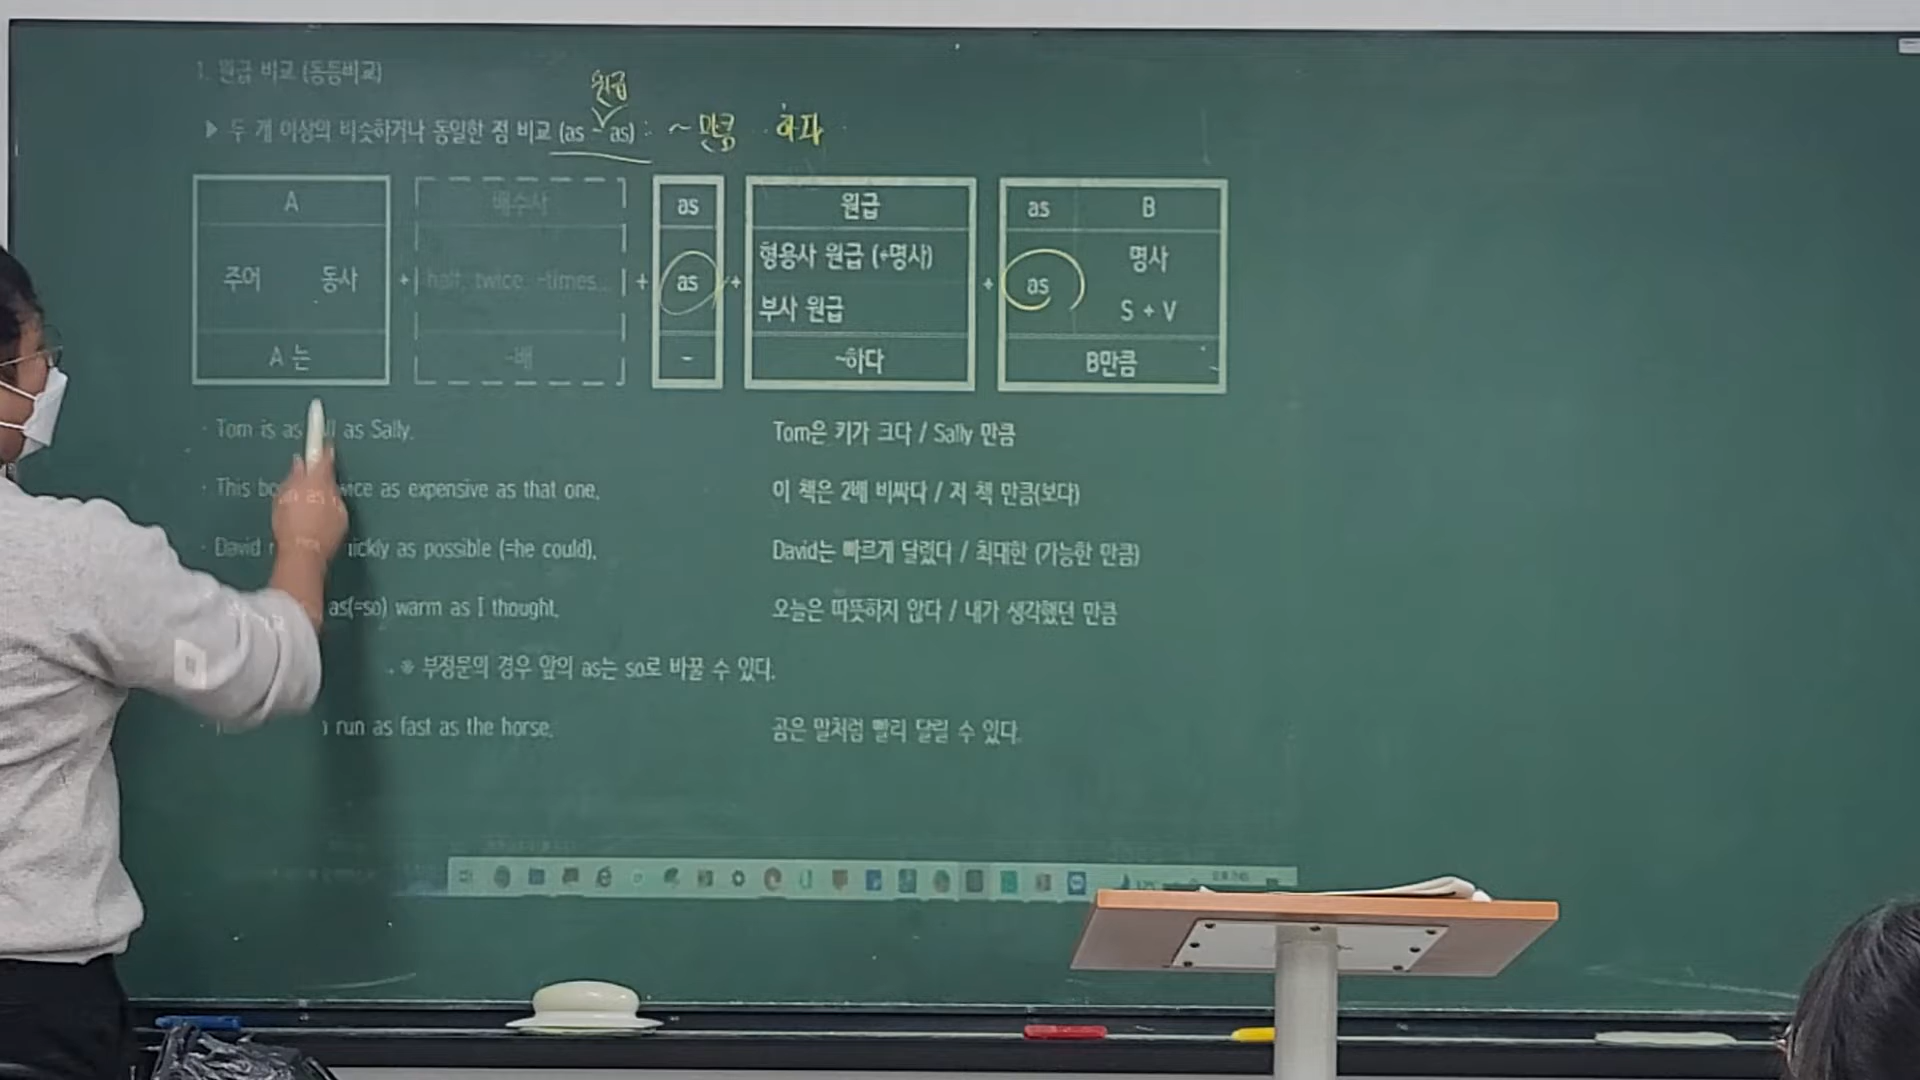 1. 원급 비교 (동등비교)
원급
▶ 두 개 이상의 비슷하거나 동일한 점 비교 (as ~ as) : ~ 만큼 하다
A 배수사 as 원급 as B
주어 동사 + half, twice, ~times... + as + 형용사 원급 (+명사) + as 명사
부사 원급 S + V
A 는 ~배 - ~하다 B만큼
· Tom is as as Sally. Tom은 키가 크다 / Sally 만큼
· This as expensive as that one. 이 책은 2배 비싸다 / 저 책 만큼(보다)
· David as possible (=he could). David는 빠르게 달렸다 / 최대한 (가능한 만큼)
as(=so) warm as I thought. 오늘은 따뜻하지 않다 / 내가 생각했던 만큼
※ 부정문의 경우 앞의 as는 so로 바꿀 수 있다.
run as fast as the horse. 곰은 말처럼 빨리 달릴 수 있다.